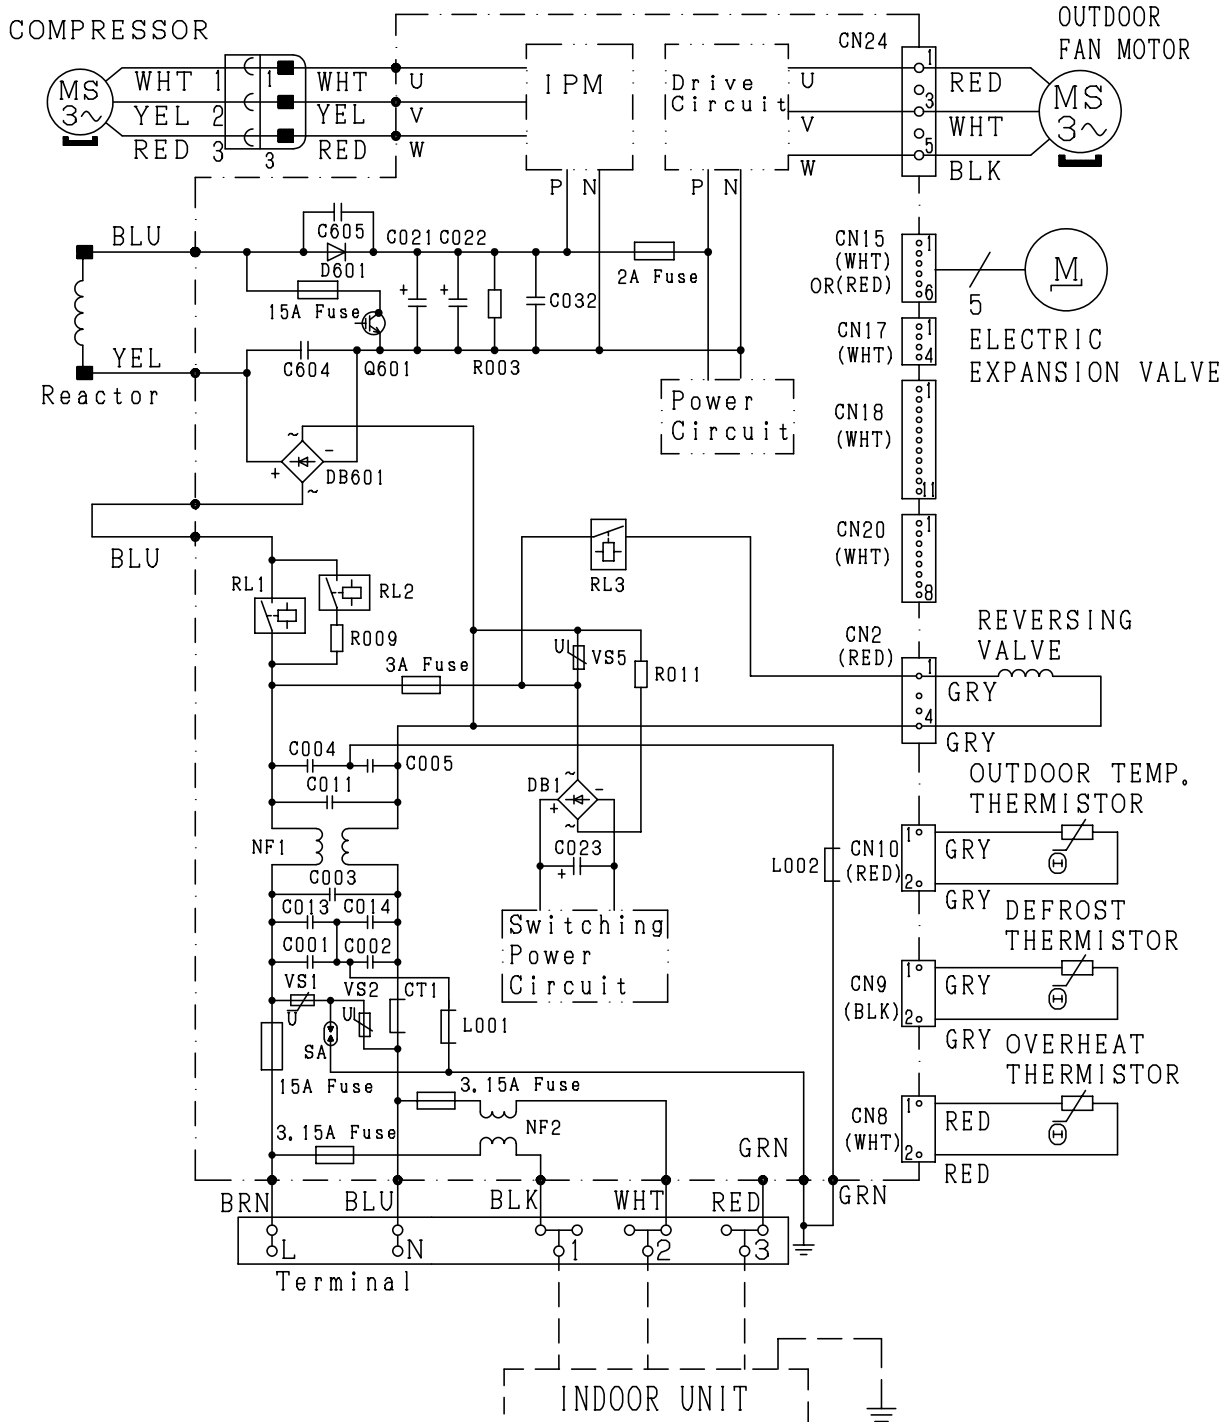 COMPRESSOR
OUTDOOR
FAN MOTOR
CN24
MS
3~
WHT 1 1 WHT U
YEL 2 YEL V
RED 3 3 RED W
IPM
P N
Drive
Circuit
P N
U 1 RED
V 3 WHT
W 5 BLK
MS
3~
BLU
C605
D601
C021 C022
15A Fuse
2A Fuse
C032
YEL
C604
Q601
R003
Reactor
Power
Circuit
CN15
(WHT)
OR(RED)
1
6
5
M
CN17
(WHT)
1
4
ELECTRIC
EXPANSION VALVE
CN18
(WHT)
1
11
CN20
(WHT)
1
8
~
+ -
DB601
~
BLU
RL1
RL2
R009
RL3
3A Fuse
U VS5
R011
CN2
(RED)
1
4
REVERSING
VALVE
GRY
GRY
C004
C005
C011
NF1
DB1
~
+ -
~
C023
+
C003
C013 C014
C001 C002
VS1
U
VS2
U
CT1
SA
L001
15A Fuse
Switching
Power
Circuit
L002
OUTDOOR TEMP.
THERMISTOR
CN10
(RED)
1
2
GRY
GRY
Θ
DEFROST
THERMISTOR
CN9
(BLK)
1
2
GRY
GRY
Θ
OVERHEAT
THERMISTOR
CN8
(WHT)
1
2
RED
RED
Θ
3.15A Fuse
3.15A Fuse
NF2
GRN
BRN BLU BLK WHT RED GRN
L N 1 2 3
Terminal
INDOOR UNIT